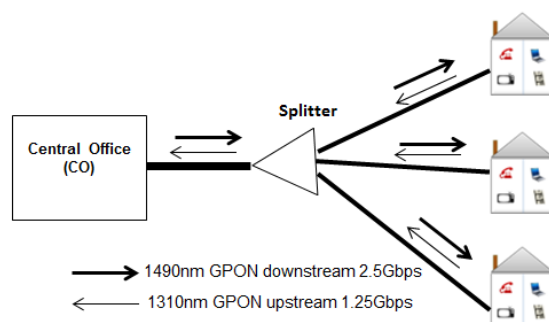 Splitter
Central Office
(CO)
1490nm GPON downstream 2.5Gbps
1310nm GPON upstream 1.25Gbps